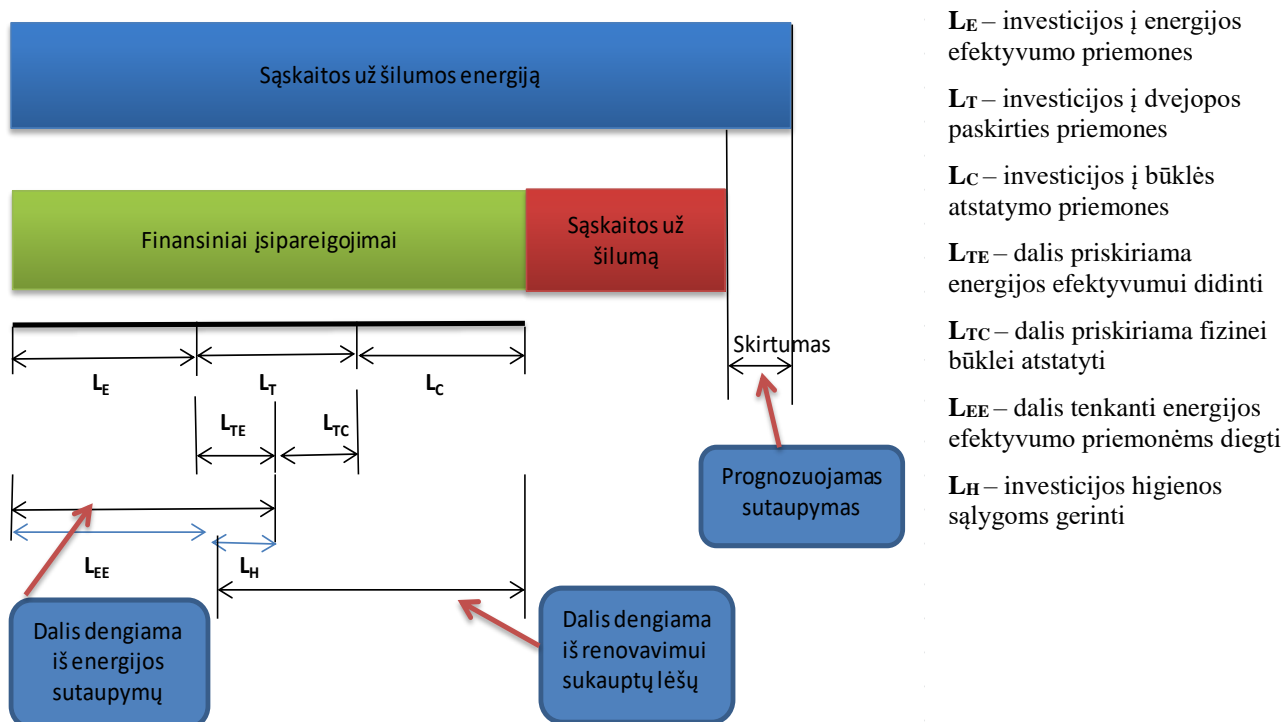 Sąskaitos už šilumos energiją
Finansiniai įsipareigojimai
Sąskaitos už
šilumą
Skirtumas
LE
LT
LC
LTE
LTC
LEE
LH
Prognozuojamas
sutaupymas
Dalis dengiama
iš energijos
sutaupymų
Dalis dengiama
iš renovavimui
sukauptų lėšų
LE – investicijos į energijos
efektyvumo priemones
LT – investicijos į dvejopos
paskirties priemones
LC – investicijos į būklės
atstatymo priemones
LTE – dalis priskiriama
energijos efektyvumui didinti
LTC – dalis priskiriama fizinei
būklei atstatyti
LEE – dalis tenkanti energijos
efektyvumo priemonėms diegti
LH – investicijos higienos
sąlygoms gerinti